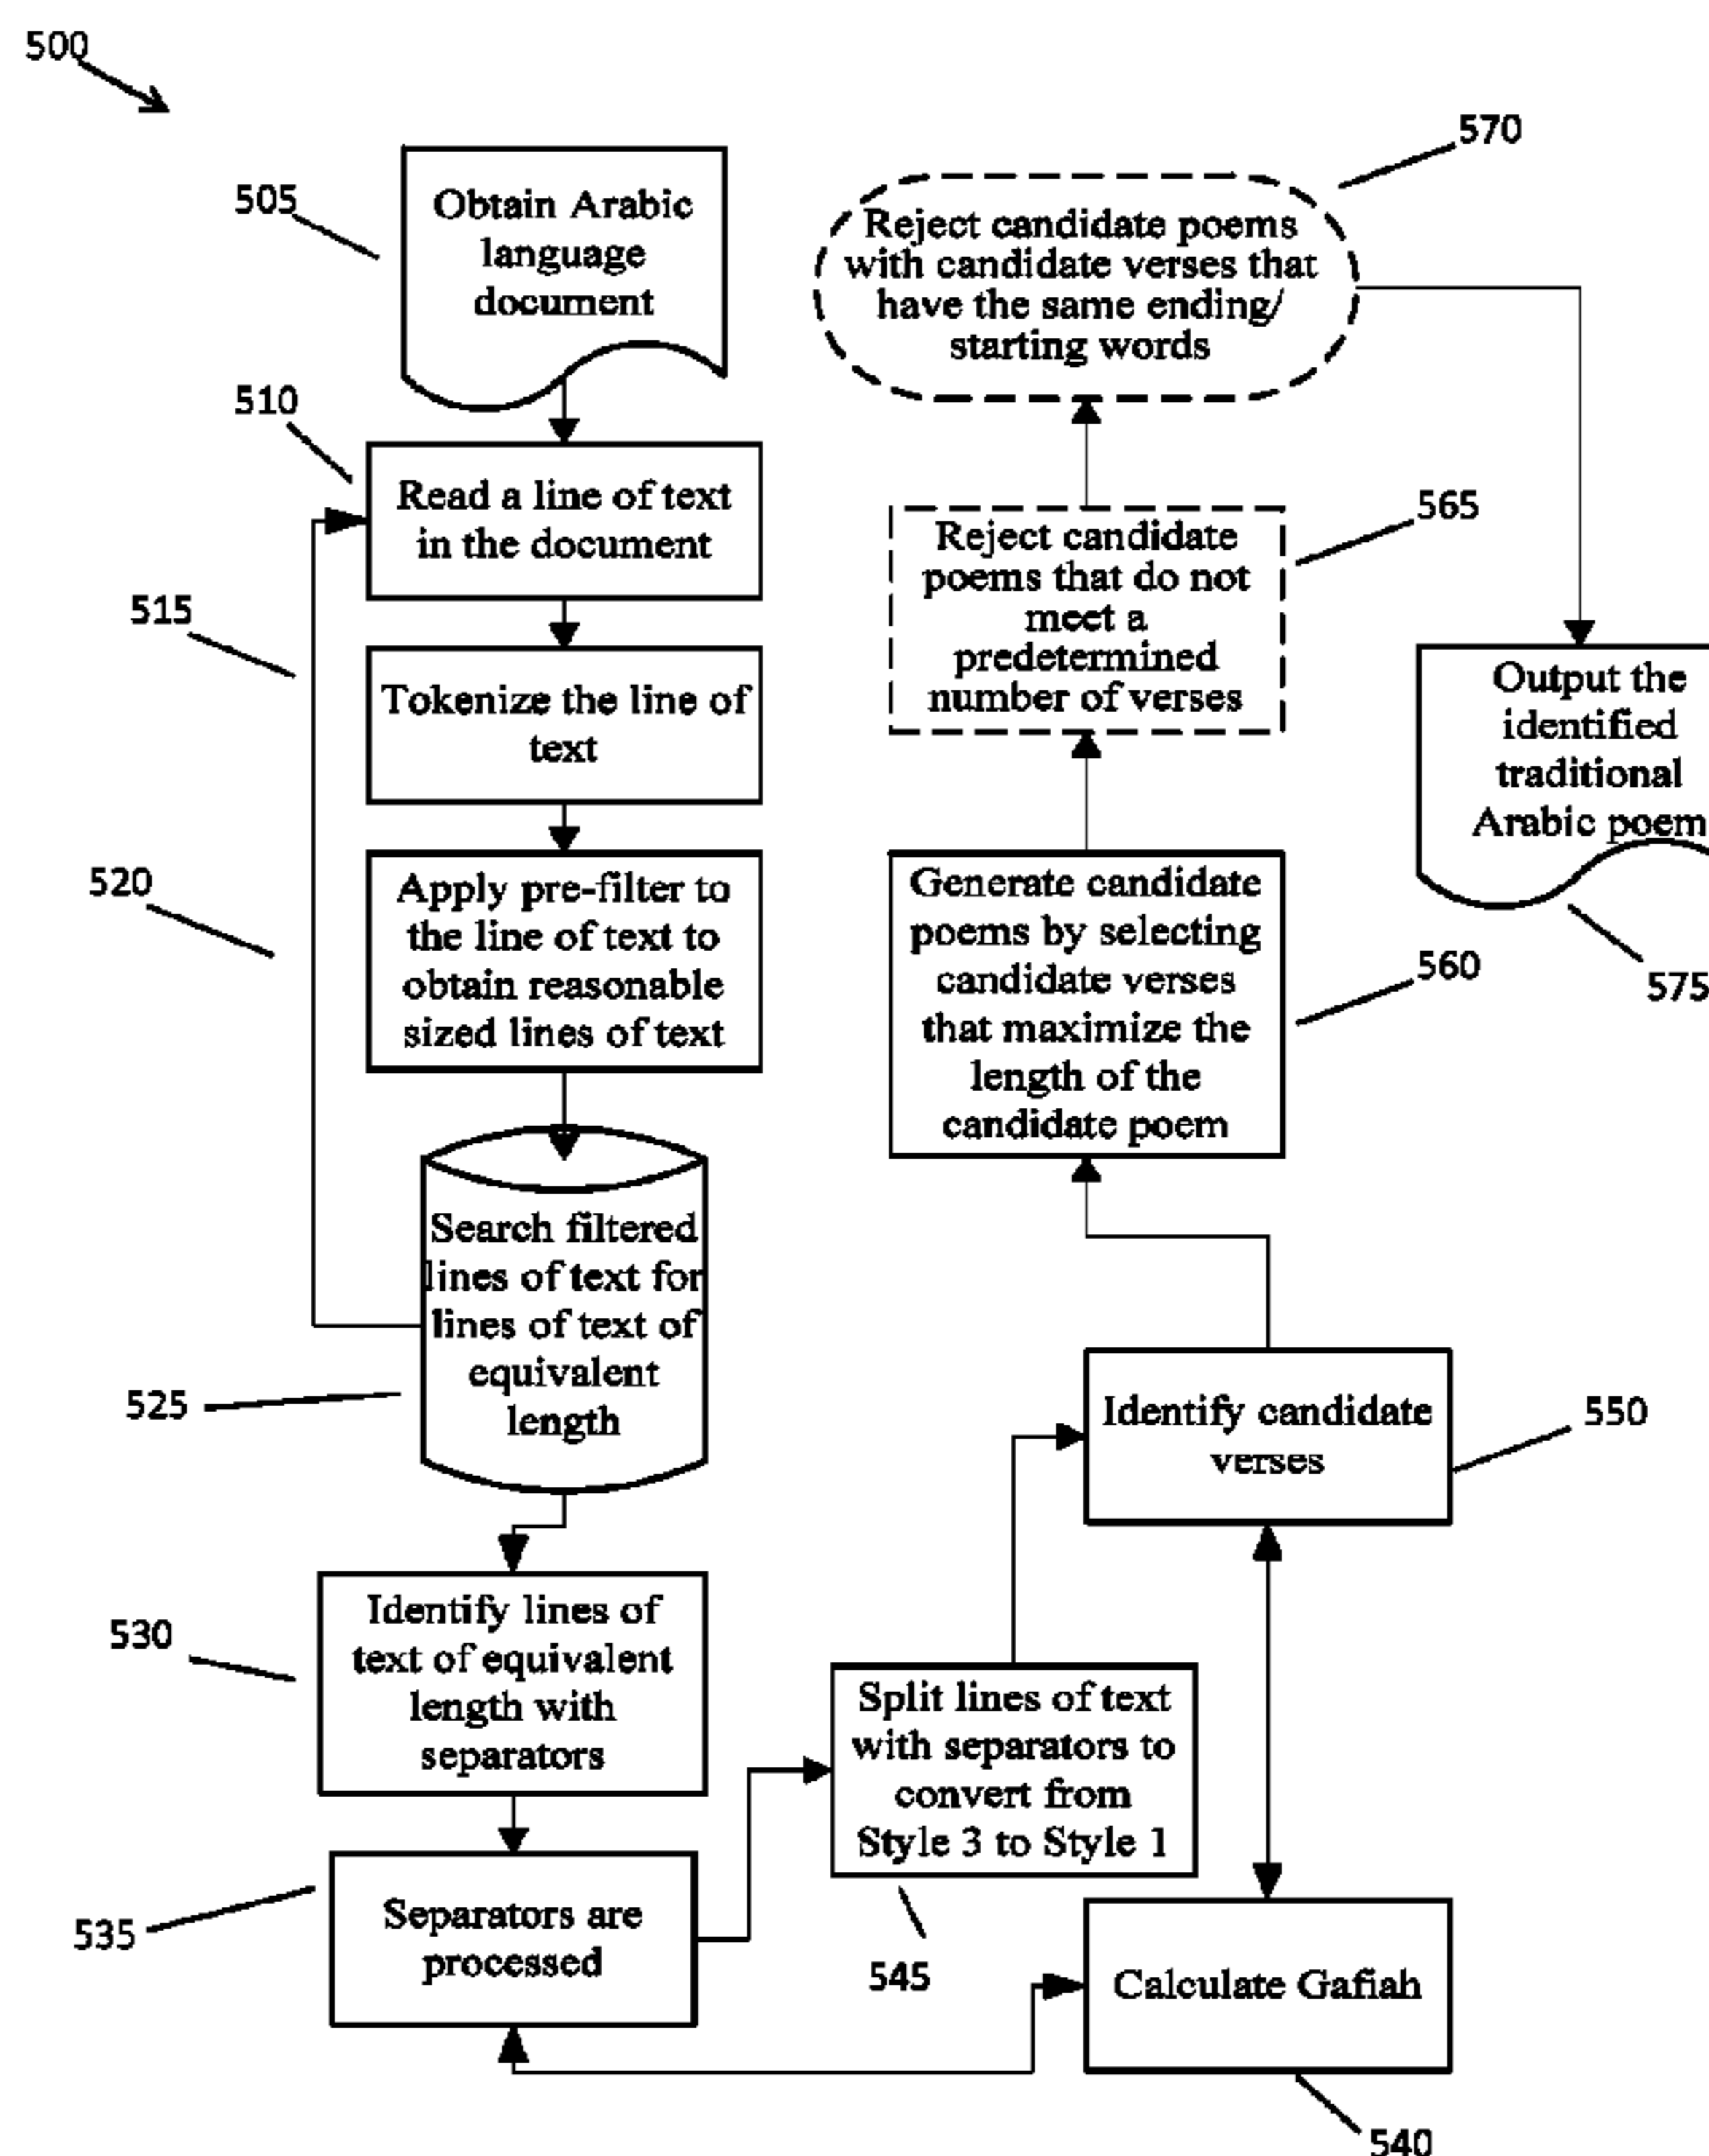 500
505
Obtain Arabic
language
document
510
Read a line of text
in the document
515
Tokenize the line of
text
520
Apply pre-filter to
the line of text to
obtain reasonable
sized lines of text
525
Search filtered
lines of text for
lines of text of
equivalent
length
530
Identify lines of
text of equivalent
length with
separators
535
Separators are
processed
540
Calculate Gafiah
545
Split lines of text
with separators to
convert from
Style 3 to Style 1
550
Identify candidate
verses
560
Generate candidate
poems by selecting
candidate verses
that maximize the
length of the
candidate poem
565
Reject candidate
poems that do not
meet a
predetermined
number of verses
570
Reject candidate poems
with candidate verses that
have the same ending/
starting words
575
Output the
identified
traditional
Arabic poem